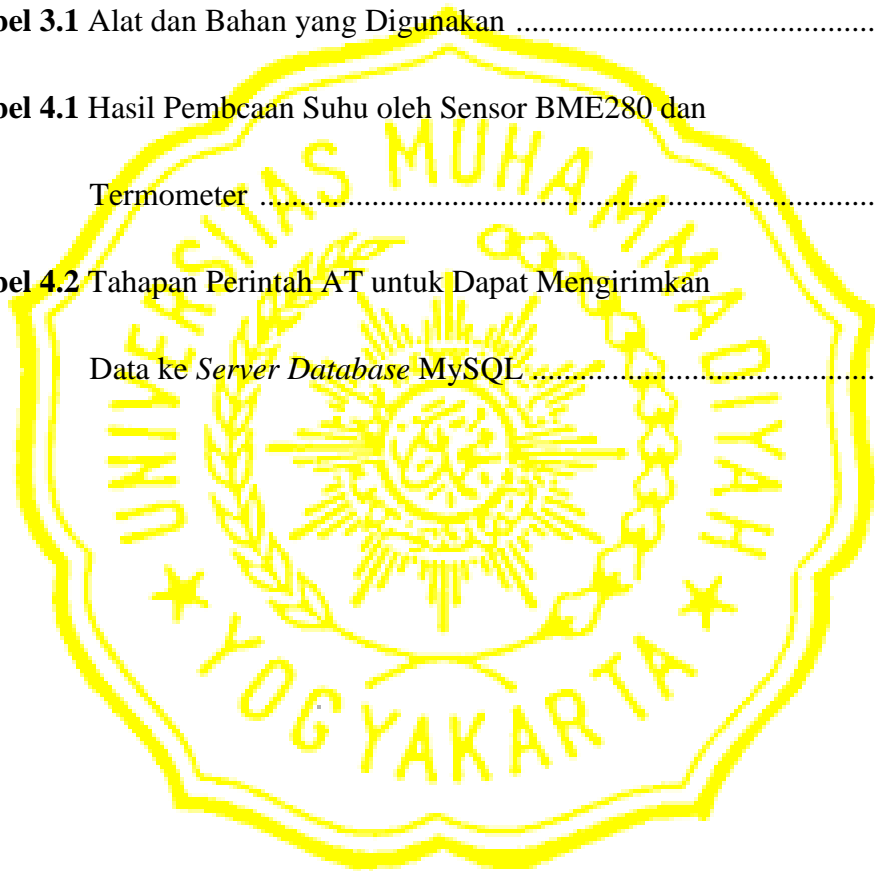 bel 3.1 Alat dan Bahan yang Digunakan ............................................
bel 4.1 Hasil Pembcaan Suhu oleh Sensor BME280 dan
Termometer ............................................................................
bel 4.2 Tahapan Perintah AT untuk Dapat Mengirimkan
Data ke Server Database MySQL ..........................................
UNIVERSITAS MUHAMMADIYAH
YOGYAKARTA